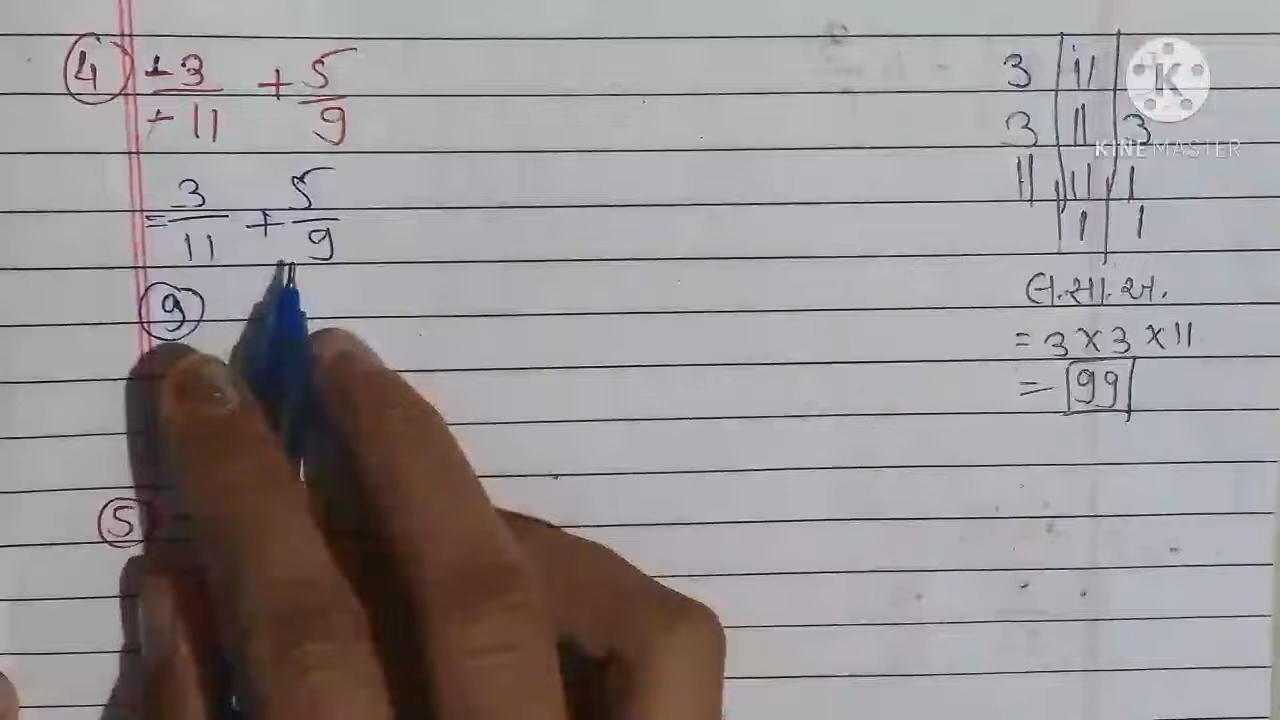 ④ -3/-11 + 5/9
= 3/11 + 5/9
⑨
⑤
3 | 11 |
3 | 11 | 3
11 | 11 | 1
1 | 1
લ.સા.અ.
= 3 × 3 × 11
= 99
K
KINEMASTER